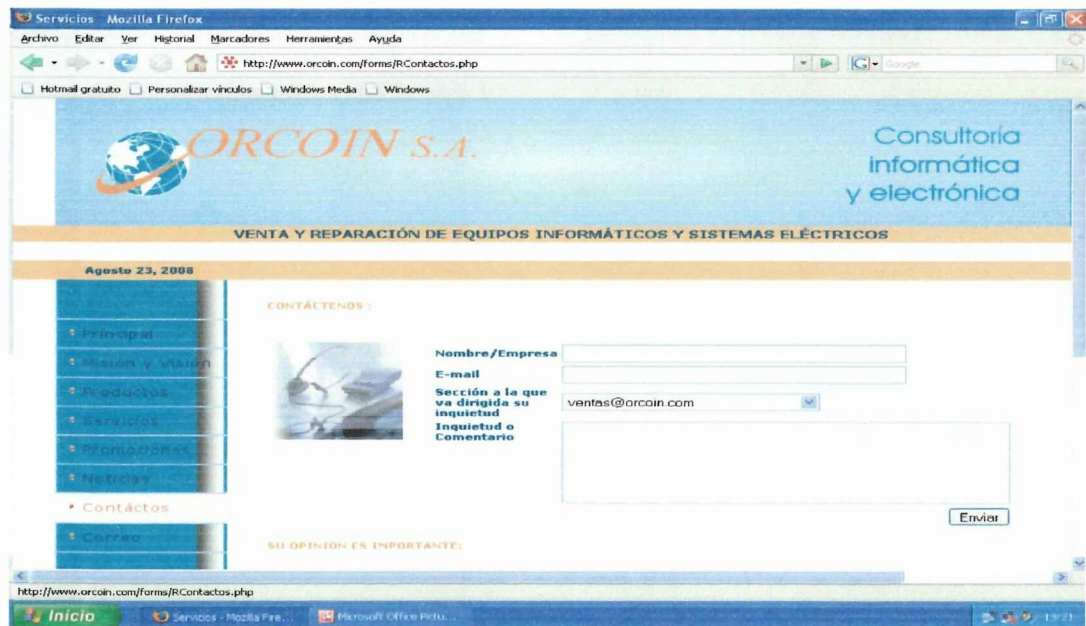 Servicios Mozilla Firefox
Archivo Editar Ver Historial Marcadores Herramientas Ayuda
http://www.orcoin.com/forms/RContactos.php
G Google
Hotmail gratuito Personalizar vínculos Windows Media Windows
ORCOIN S.A.
Consultoría
informática
y electrónica
VENTA Y REPARACIÓN DE EQUIPOS INFORMÁTICOS Y SISTEMAS ELÉCTRICOS
Agosto 23, 2008
CONTÁCTENOS :
Principal
Misión y Visión
Productos
Servicios
Promociones
Noticias
Contáctos
Correo
Nombre/Empresa
E-mail
Sección a la que
va dirigida su
inquietud
ventas@orcoin.com
Inquietud o
Comentario
Enviar
SU OPINION ES IMPORTANTE:
http://www.orcoin.com/forms/RContactos.php
Inicio
Servicios - Mozilla Fire...
Microsoft Office Pictu...
13:21